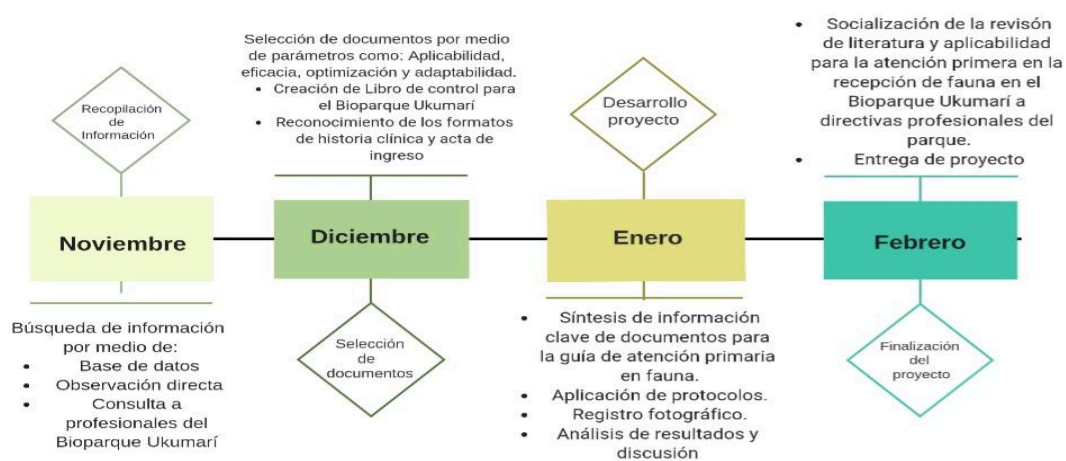 Recopilación
de
Información
Noviembre
Búsqueda de información
por medio de:
• Base de datos
• Observación directa
• Consulta a
profesionales del
Bioparque Ukumarí
Selección de documentos por medio
de parámetros como: Aplicabilidad,
eficacia, optimización y adaptabilidad.
• Creación de Libro de control para
el Bioparque Ukumarí
• Reconocimiento de los formatos
de historia clínica y acta de
ingreso
Diciembre
Selección
de
documentos
Desarrollo
proyecto
Enero
• Síntesis de información
clave de documentos para
la guía de atención primaria
en fauna.
• Aplicación de protocolos.
• Registro fotográfico.
• Análisis de resultados y
discusión
• Socialización de la revisón
de literatura y aplicabilidad
para la atención primera en la
recepción de fauna en el
Bioparque Ukumarí a
directivas profesionales del
parque.
• Entrega de proyecto
Febrero
Finalización
del
proyecto